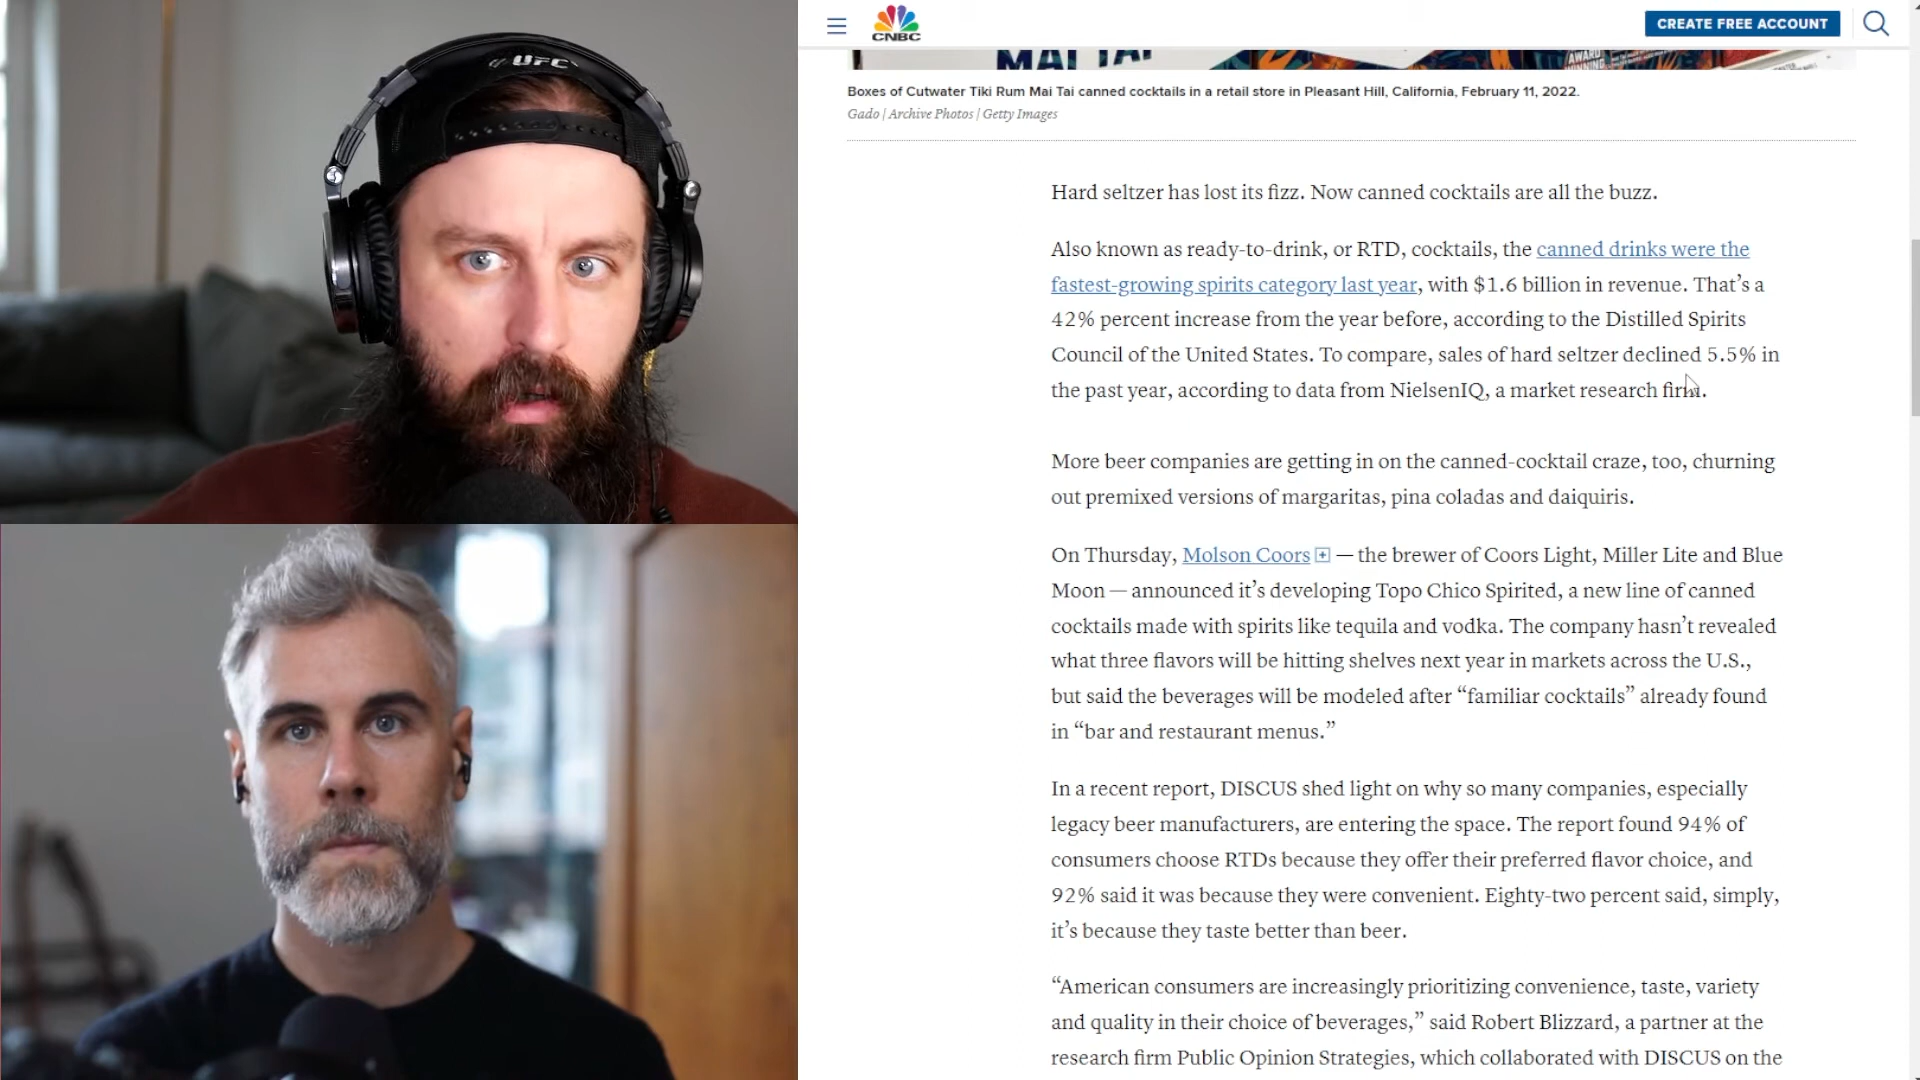 UFC
CNBC
CREATE FREE ACCOUNT
MAI TAI
AWARD
WINNING
Boxes of Cutwater Tiki Rum Mai Tai canned cocktails in a retail store in Pleasant Hill, California, February 11, 2022.
Gado | Archive Photos | Getty Images
Hard seltzer has lost its fizz. Now canned cocktails are all the buzz.
Also known as ready-to-drink, or RTD, cocktails, the canned drinks were the
fastest-growing spirits category last year, with $1.6 billion in revenue. That’s a
42% percent increase from the year before, according to the Distilled Spirits
Council of the United States. To compare, sales of hard seltzer declined 5.5% in
the past year, according to data from NielsenIQ, a market research firm.
More beer companies are getting in on the canned-cocktail craze, too, churning
out premixed versions of margaritas, pina coladas and daiquiris.
On Thursday, Molson Coors + — the brewer of Coors Light, Miller Lite and Blue
Moon — announced it’s developing Topo Chico Spirited, a new line of canned
cocktails made with spirits like tequila and vodka. The company hasn’t revealed
what three flavors will be hitting shelves next year in markets across the U.S.,
but said the beverages will be modeled after “familiar cocktails” already found
in “bar and restaurant menus.”
In a recent report, DISCUS shed light on why so many companies, especially
legacy beer manufacturers, are entering the space. The report found 94% of
consumers choose RTDs because they offer their preferred flavor choice, and
92% said it was because they were convenient. Eighty-two percent said, simply,
it’s because they taste better than beer.
“American consumers are increasingly prioritizing convenience, taste, variety
and quality in their choice of beverages,” said Robert Blizzard, a partner at the
research firm Public Opinion Strategies, which collaborated with DISCUS on the